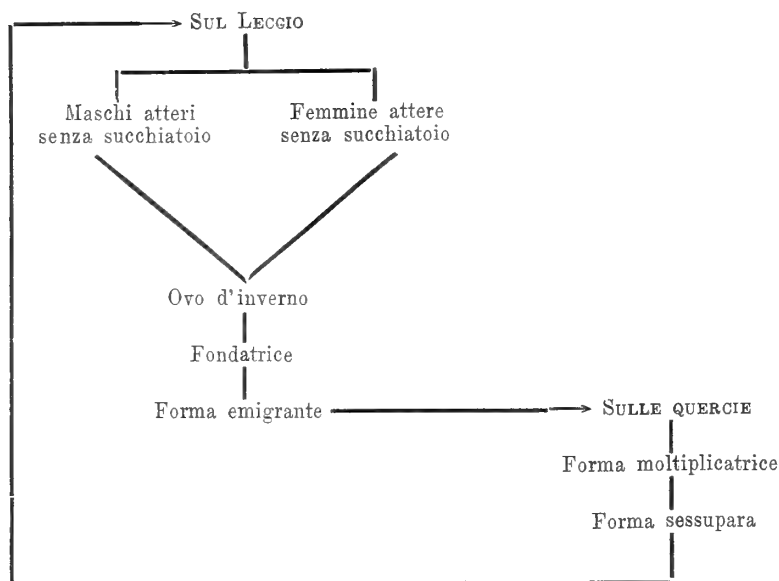 SUL LECCIO
Maschi atteri
senza succhiatoio
Femmine attere
senza succhiatoio
Ovo d'inverno
Fondatrice
Forma emigrante
SULLE QUERCIE
Forma moltiplicatrice
Forma sessupara